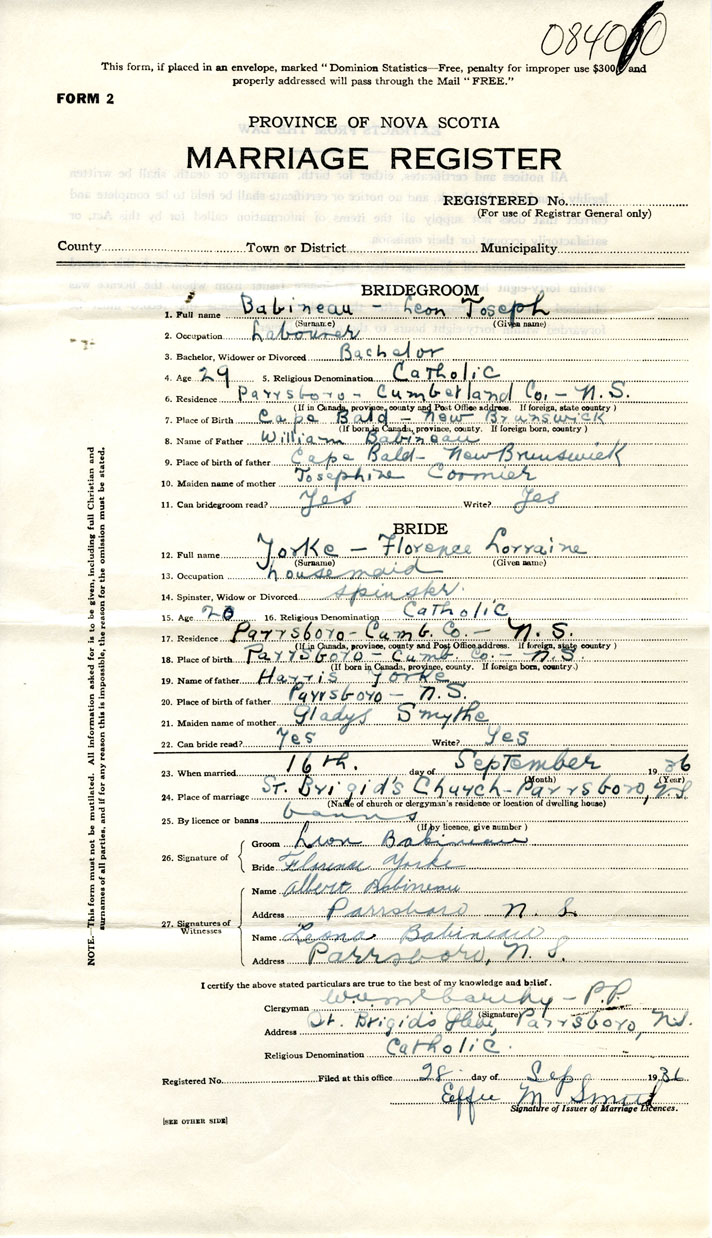 084060
This form, if placed in an envelope, marked "Dominion Statistics—Free, penalty for improper use $300, and
properly addressed will pass through the Mail "FREE."
FORM 2
PROVINCE OF NOVA SCOTIA
MARRIAGE REGISTER
REGISTERED No.
(For use of Registrar General only)
County Town or District Municipality
BRIDEGROOM
1. Full name Babineau - Leon Joseph
(Surname) (Given name)
2. Occupation Labourer
3. Bachelor, Widower or Divorced Bachelor
4. Age 29 5. Religious Denomination Catholic
6. Residence Parrsboro - Cumberland Co. - N.S.
(If in Canada, province, county and Post Office address. If foreign, state country )
7. Place of Birth Cape Bald - New Brunswick
(If born in Canada, province, county. If foreign born, country )
8. Name of Father William Babineau
9. Place of birth of father Cape Bald - New Brunswick
10. Maiden name of mother Josephine Cormier
11. Can bridegroom read? Yes Write? Yes
BRIDE
12. Full name Yorke - Florence Lorraine
(Surname) (Given name)
13. Occupation housemaid
14. Spinster, Widow or Divorced spinster.
15. Age 20 16. Religious Denomination Catholic
17. Residence Parrsboro - Cumb. Co. - N.S.
(If in Canada, province, county and Post Office address. If foreign, state country )
18. Place of birth Parrsboro - Cumb. Co. - N.S.
(If born in Canada, province, county. If foreign born, country.)
19. Name of father Harris Yorke
20. Place of birth of father Parrsboro - N.S.
21. Maiden name of mother Gladys Smythe
22. Can bride read? Yes Write? Yes
23. When married 16th. day of September 1936
(Month) (Year)
24. Place of marriage St. Brigid's Church - Parrsboro, N.S.
(Name of church or clergyman's residence or location of dwelling house)
25. By licence or banns banns
(If by licence, give number )
26. Signature of Groom Leon Babineau
Bride Florence Yorke
27. Signatures of Witnesses
Name Albert Babineau
Address Parrsboro N.S.
Name Leona Babineau
Address Parrsboro, N.S.
NOTE.—This form must not be mutilated. All information asked for is to be given, including full Christian and
surnames of all parties, and if for any reason this is impossible, the reason for the omission must be stated.
I certify the above stated particulars are true to the best of my knowledge and belief.
Clergyman - P.P.
(Signature)
Address St. Brigid's Glebe, Parrsboro, N.S.
Religious Denomination Catholic.
Registered No. Filed at this office 28 day of Sep 1936
Effie M
Signature of Issuer of Marriage Licences.
[SEE OTHER SIDE]